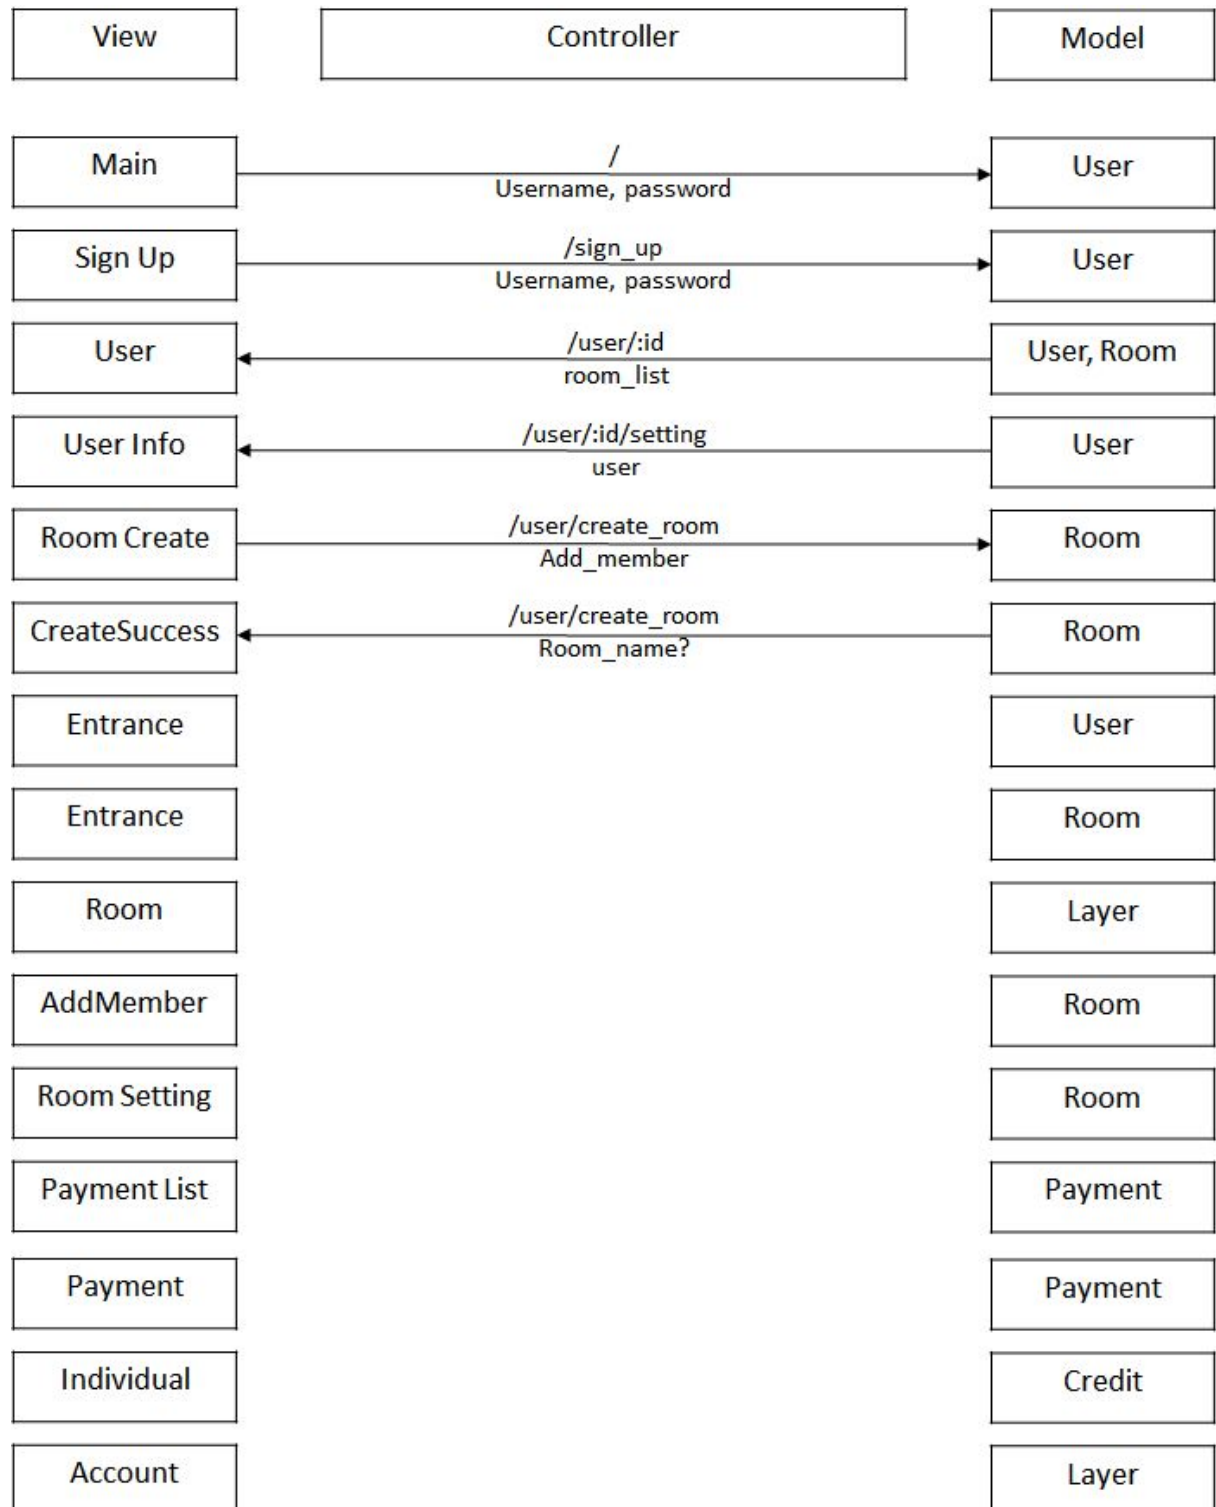 View
Controller
Model
Main
/
Username, password
User
Sign Up
/sign_up
Username, password
User
User
/user/:id
room_list
User, Room
User Info
/user/:id/setting
user
User
Room Create
/user/create_room
Add_member
Room
CreateSuccess
/user/create_room
Room_name?
Room
Entrance
User
Entrance
Room
Room
Layer
AddMember
Room
Room Setting
Room
Payment List
Payment
Payment
Payment
Individual
Credit
Account
Layer